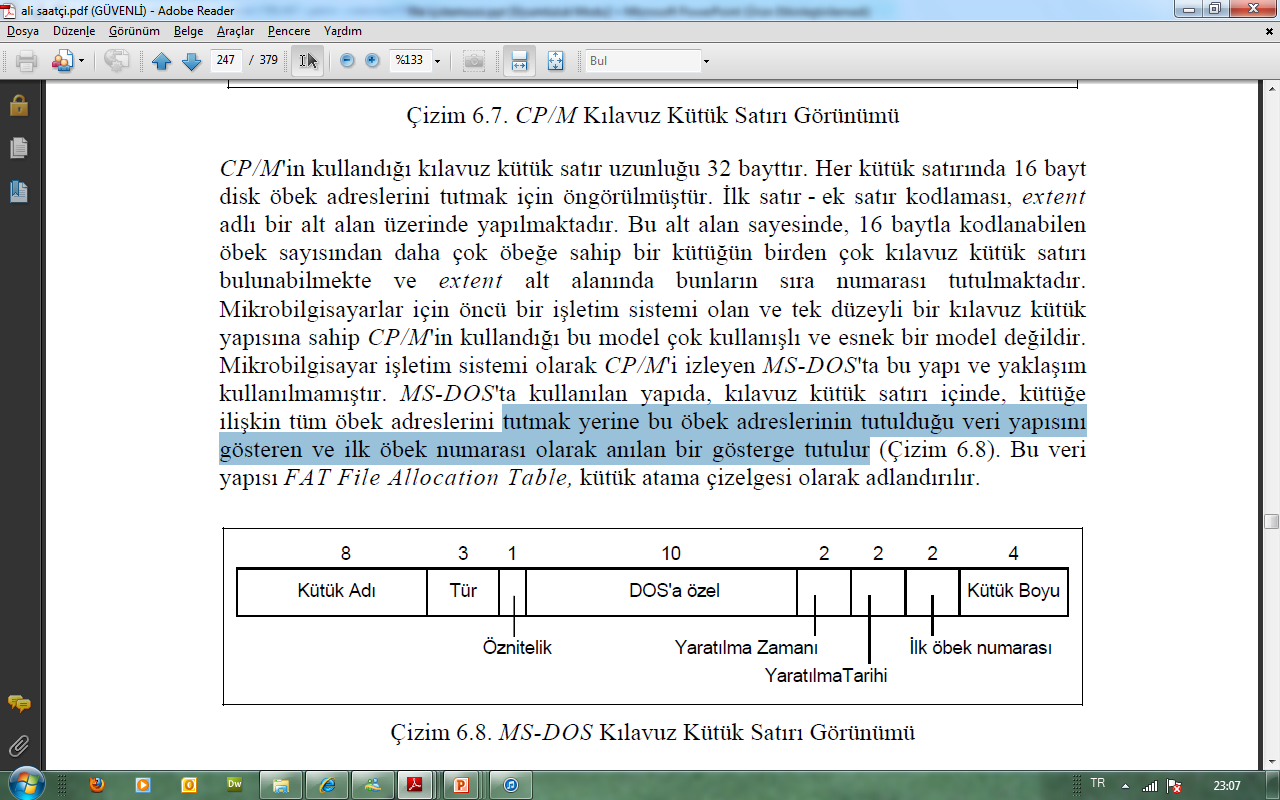 ali saatçi.pdf (GÜVENLİ) - Adobe Reader
Dosya Düzenle Görünüm Belge Araçlar Pencere Yardım
247 / 379 %133 Bul
Çizim 6.7. CP/M Kılavuz Kütük Satırı Görünümü
CP/M'in kullandığı kılavuz kütük satır uzunluğu 32 bayttır. Her kütük satırında 16 bayt
disk öbek adreslerini tutmak için öngörülmüştür. İlk satır - ek satır kodlaması, extent
adlı bir alt alan üzerinde yapılmaktadır. Bu alt alan sayesinde, 16 baytla kodlanabilen
öbek sayısından daha çok öbeğe sahip bir kütüğün birden çok kılavuz kütük satırı
bulunabilmekte ve extent alt alanında bunların sıra numarası tutulmaktadır.
Mikrobilgisayarlar için öncü bir işletim sistemi olan ve tek düzeyli bir kılavuz kütük
yapısına sahip CP/M'in kullandığı bu model çok kullanışlı ve esnek bir model değildir.
Mikrobilgisayar işletim sistemi olarak CP/M'i izleyen MS-DOS'ta bu yapı ve yaklaşım
kullanılmamıştır. MS-DOS'ta kullanılan yapıda, kılavuz kütük satırı içinde, kütüğe
ilişkin tüm öbek adreslerini tutmak yerine bu öbek adreslerinin tutulduğu veri yapısını
gösteren ve ilk öbek numarası olarak anılan bir gösterge tutulur (Çizim 6.8). Bu veri
yapısı FAT File Allocation Table, kütük atama çizelgesi olarak adlandırılır.
8 3 1 10 2 2 2 4
Kütük Adı Tür DOS'a özel Kütük Boyu
Öznitelik Yaratılma Zamanı İlk öbek numarası
YaratılmaTarihi
Çizim 6.8. MS-DOS Kılavuz Kütük Satırı Görünümü
Dw
TR 23:07